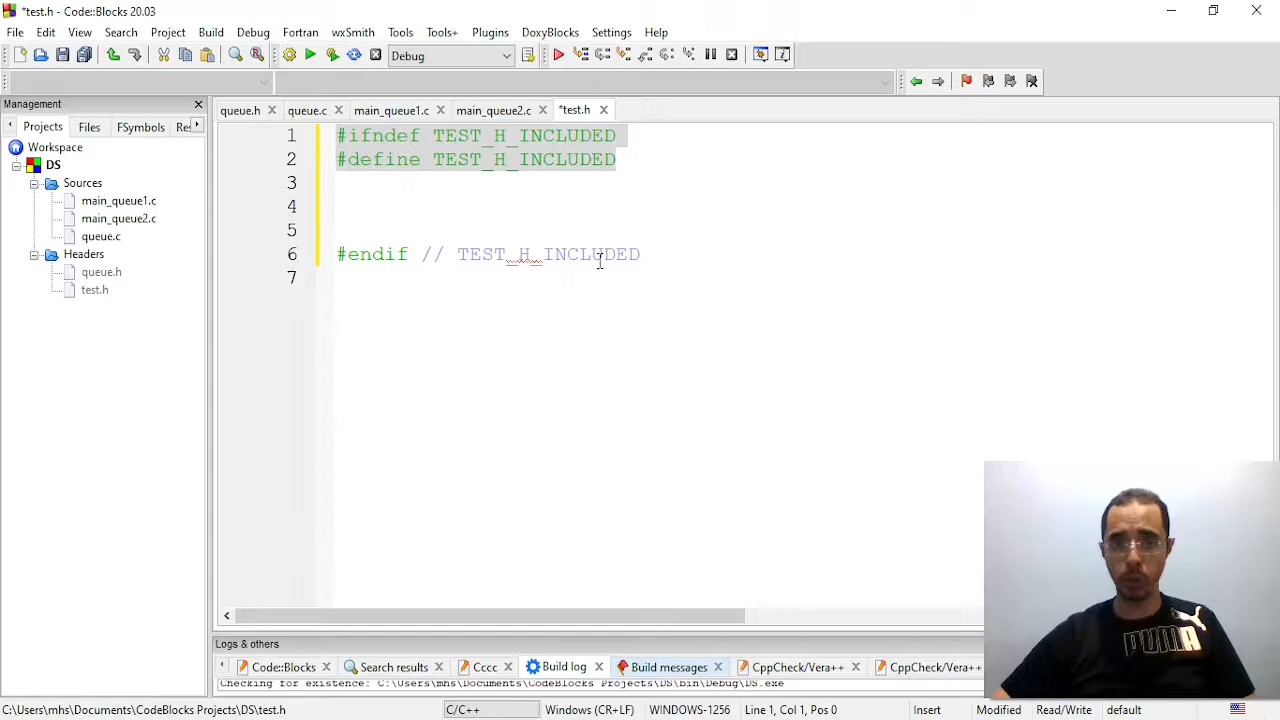 *test.h - Code::Blocks 20.03
File Edit View Search Project Build Debug Fortran wxSmith Tools Tools+ Plugins DoxyBlocks Settings Help
Debug
Management
Projects Files FSymbols Re
Workspace
DS
Sources
main_queue1.c
main_queue2.c
queue.c
Headers
queue.h
test.h
queue.h queue.c main_queue1.c main_queue2.c *test.h
1 #ifndef TEST_H_INCLUDED
2 #define TEST_H_INCLUDED
3
4
5
6 #endif // TEST_H_INCLUDED
7
PUMA
Logs & others
Code::Blocks Search results Cccc Build log Build messages CppCheck/Vera++ CppCheck/Vera++
Checking for existence: C:\Users\mhs\Documents\CodeBlocks Projects\DS\bin\Debug\DS.exe
C:\Users\mhs\Documents\CodeBlocks Projects\DS\test. C/C++ Windows (CR+LF) WINDOWS-1256 Line 1, Col 1, Pos 0 Insert Modified Read/Write default